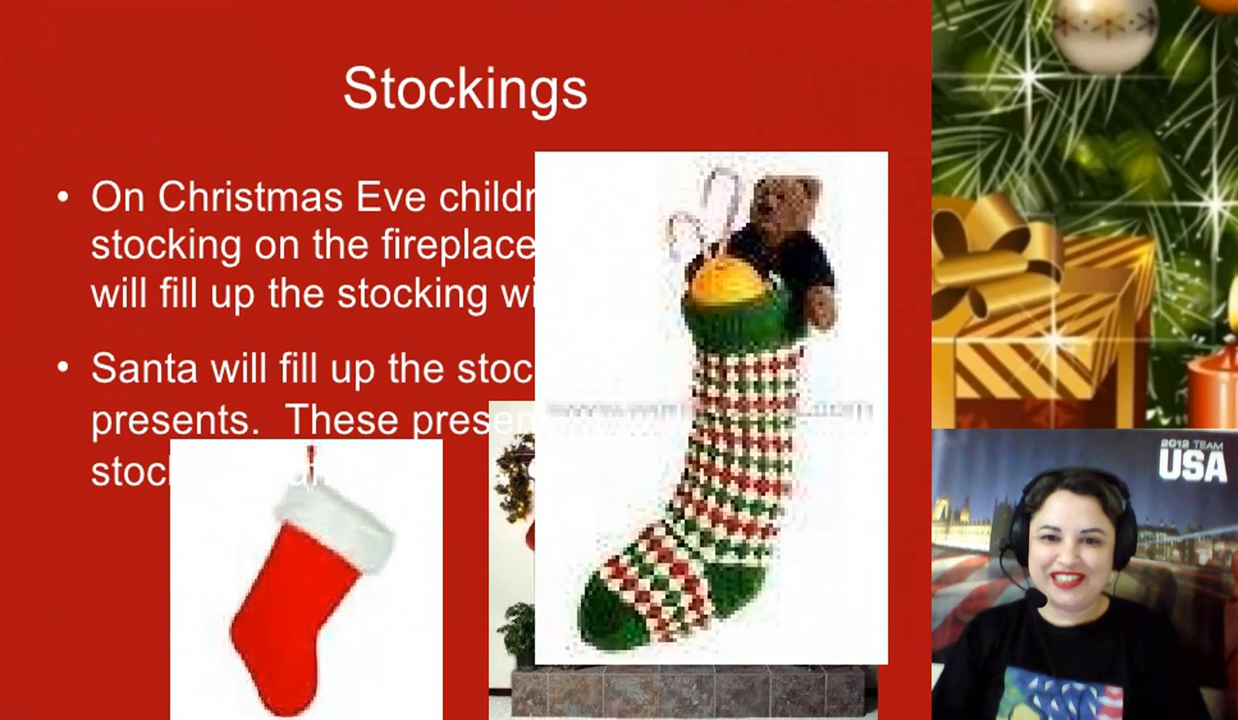 Stockings
• On Christmas Eve childr
stocking on the fireplace
will fill up the stocking wi
• Santa will fill up the stoc
presents. These presen
stoc
2012 TEAM
USA